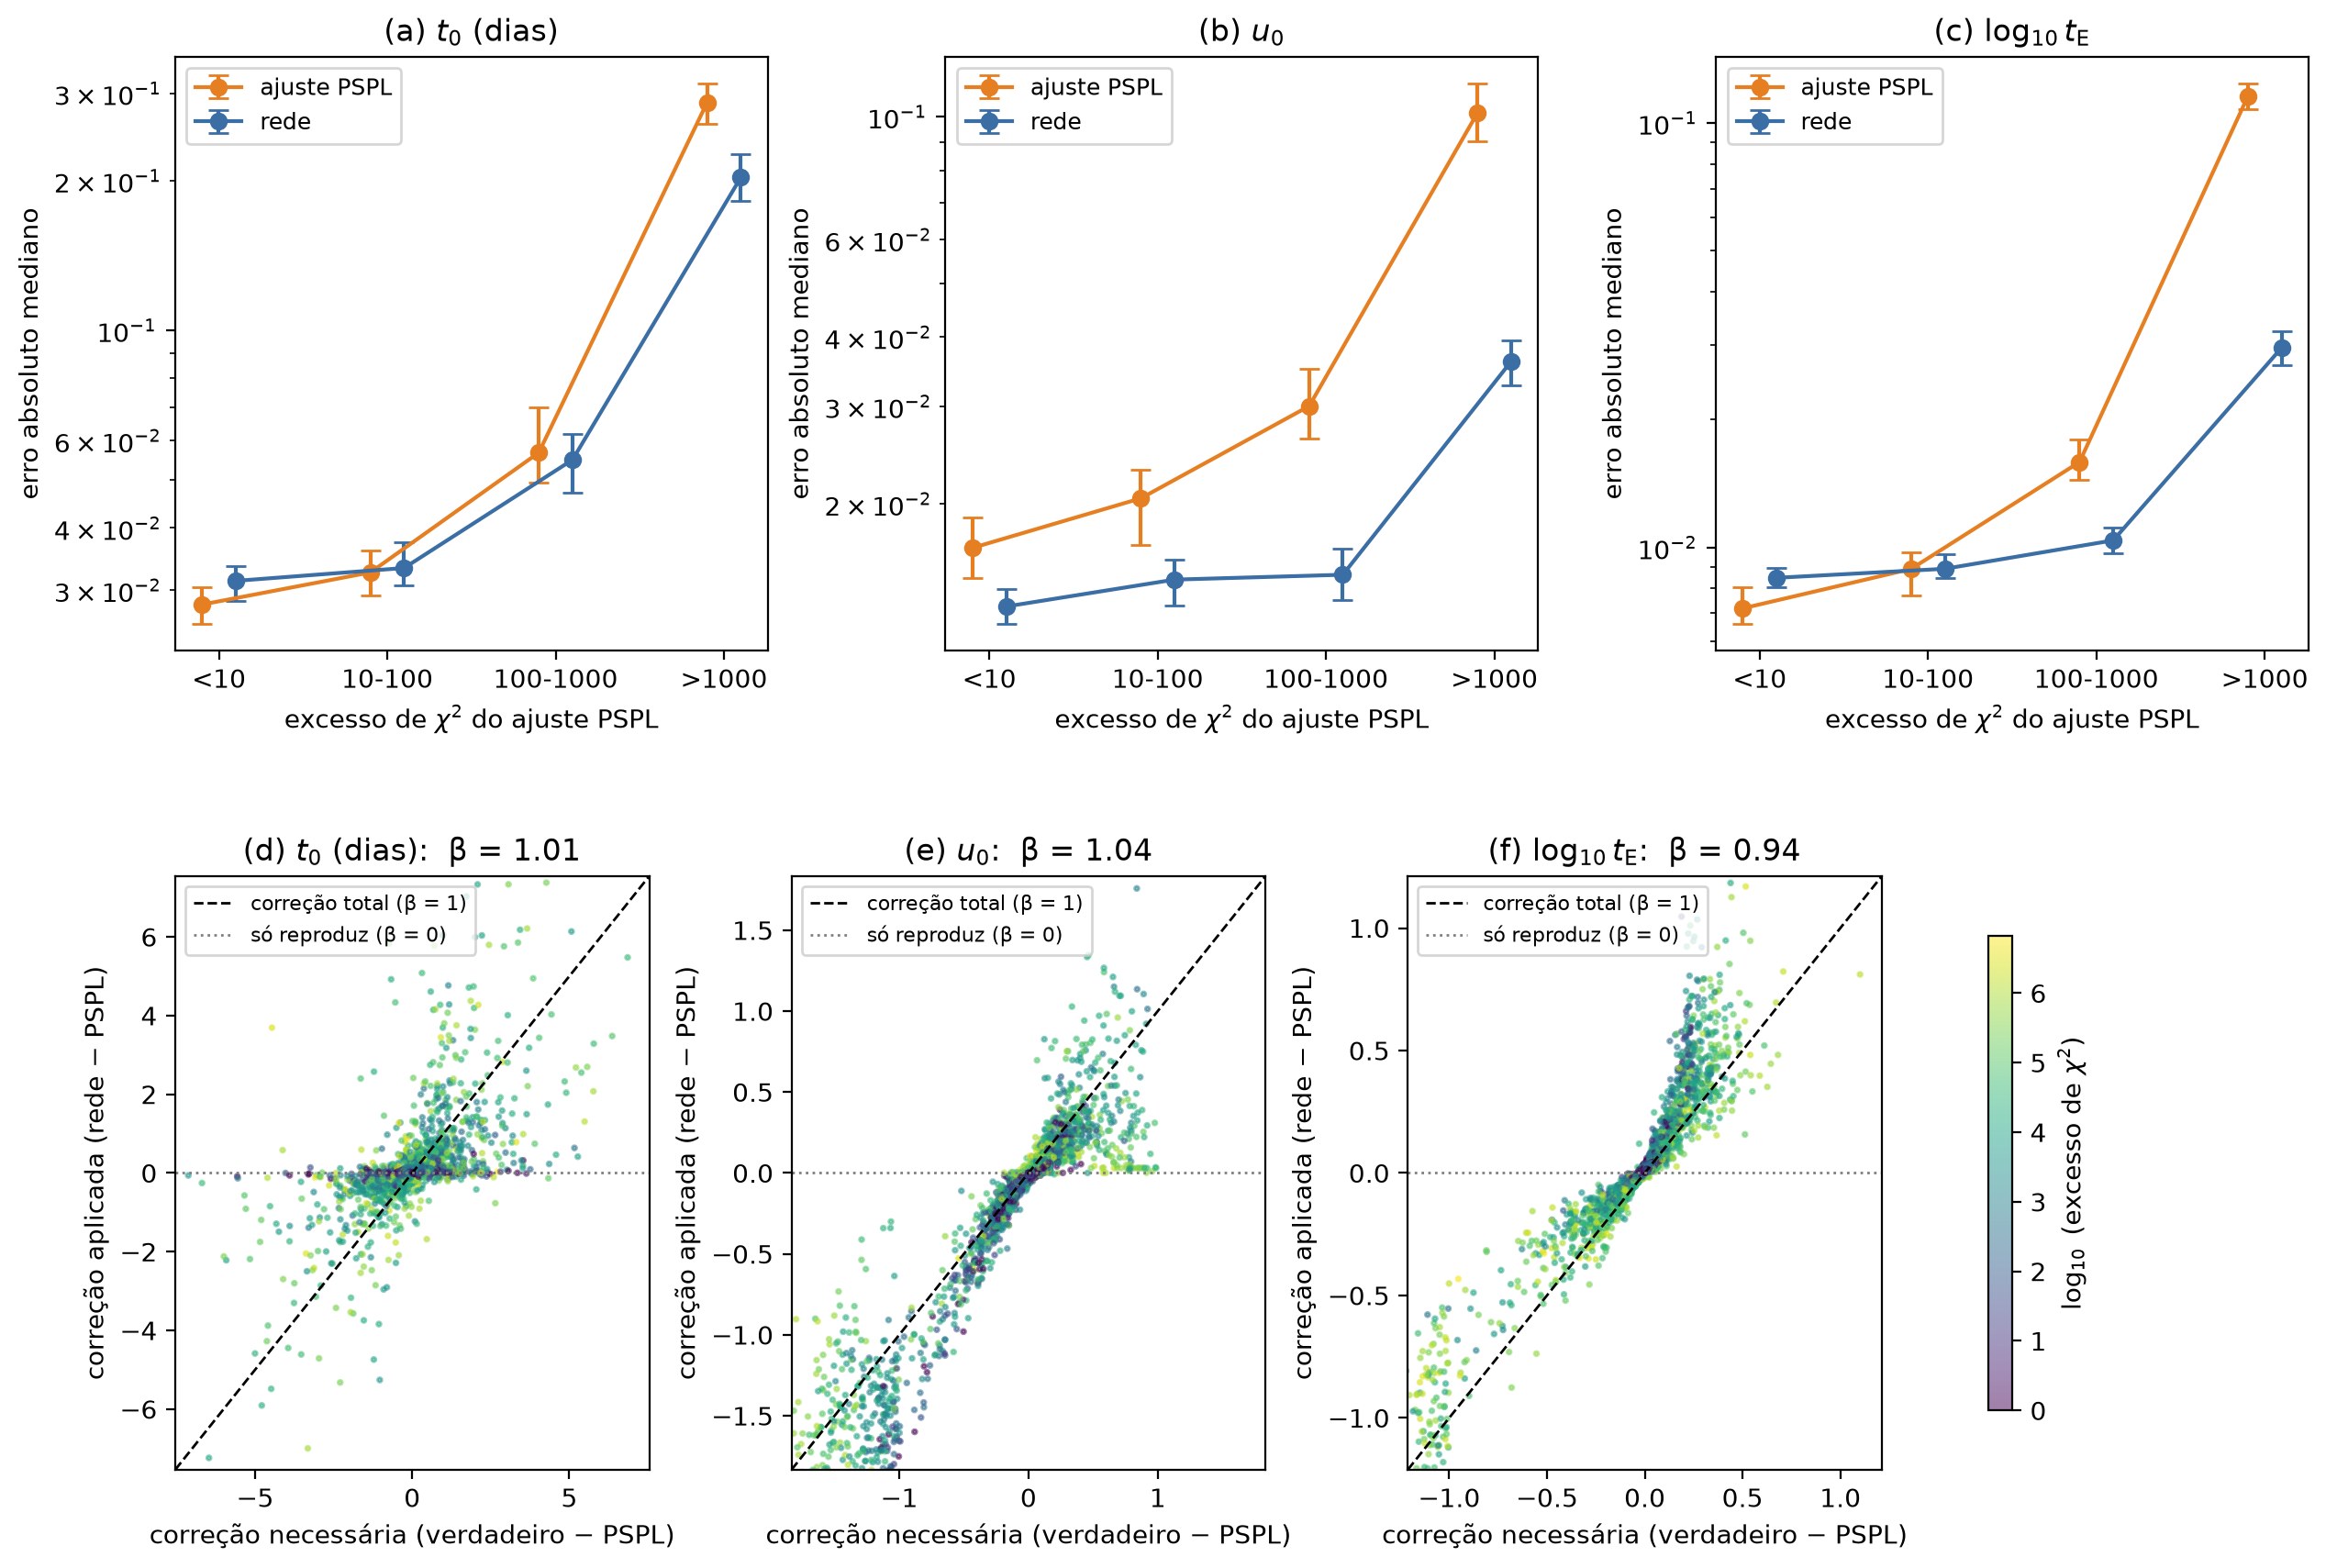 (a) t₀ (dias)
ajuste PSPL
rede
3 × 10⁻¹
2 × 10⁻¹
10⁻¹
6 × 10⁻²
4 × 10⁻²
3 × 10⁻²
erro absoluto mediano
<10 10-100 100-1000 >1000
excesso de χ² do ajuste PSPL
(b) u₀
ajuste PSPL
rede
10⁻¹
6 × 10⁻²
4 × 10⁻²
3 × 10⁻²
2 × 10⁻²
erro absoluto mediano
<10 10-100 100-1000 >1000
excesso de χ² do ajuste PSPL
(c) log₁₀ t_E
ajuste PSPL
rede
10⁻¹
10⁻²
erro absoluto mediano
<10 10-100 100-1000 >1000
excesso de χ² do ajuste PSPL
(d) t₀ (dias): β = 1.01
correção total (β = 1)
só reproduz (β = 0)
6
4
2
0
−2
−4
−6
correção aplicada (rede − PSPL)
−5 0 5
correção necessária (verdadeiro − PSPL)
(e) u₀: β = 1.04
correção total (β = 1)
só reproduz (β = 0)
1.5
1.0
0.5
0.0
−0.5
−1.0
−1.5
correção aplicada (rede − PSPL)
−1 0 1
correção necessária (verdadeiro − PSPL)
(f) log₁₀ t_E: β = 0.94
correção total (β = 1)
só reproduz (β = 0)
1.0
0.5
0.0
−0.5
−1.0
correção aplicada (rede − PSPL)
−1.0 −0.5 0.0 0.5 1.0
correção necessária (verdadeiro − PSPL)
6
5
4
3
2
1
0
log₁₀ (excesso de χ²)